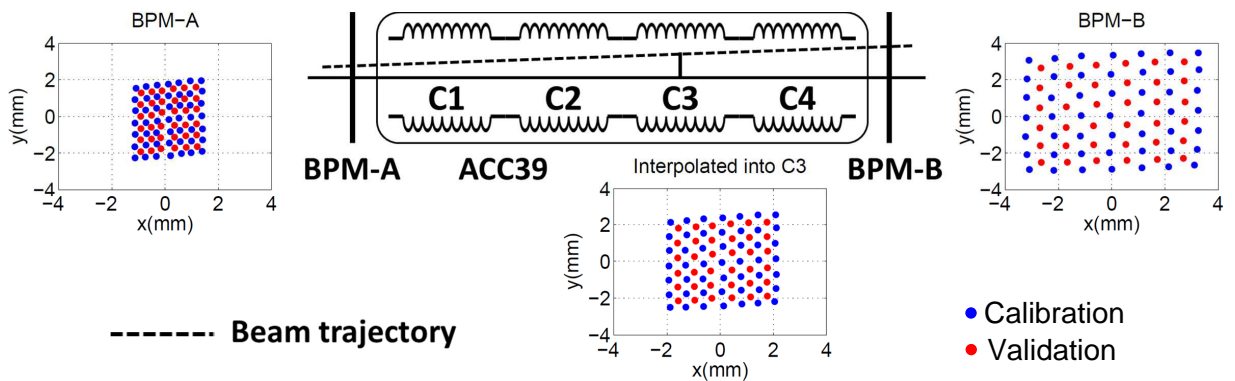 BPM−A
4
2
0
−2
−4
−4 −2 0 2 4
y(mm)
x(mm)
C1 C2 C3 C4
BPM-A ACC39 BPM-B
Interpolated into C3
4
2
0
−2
−4
−4 −2 0 2 4
y(mm)
x(mm)
BPM−B
4
2
0
−2
−4
−4 −2 0 2 4
y(mm)
x(mm)
Beam trajectory
Calibration
Validation